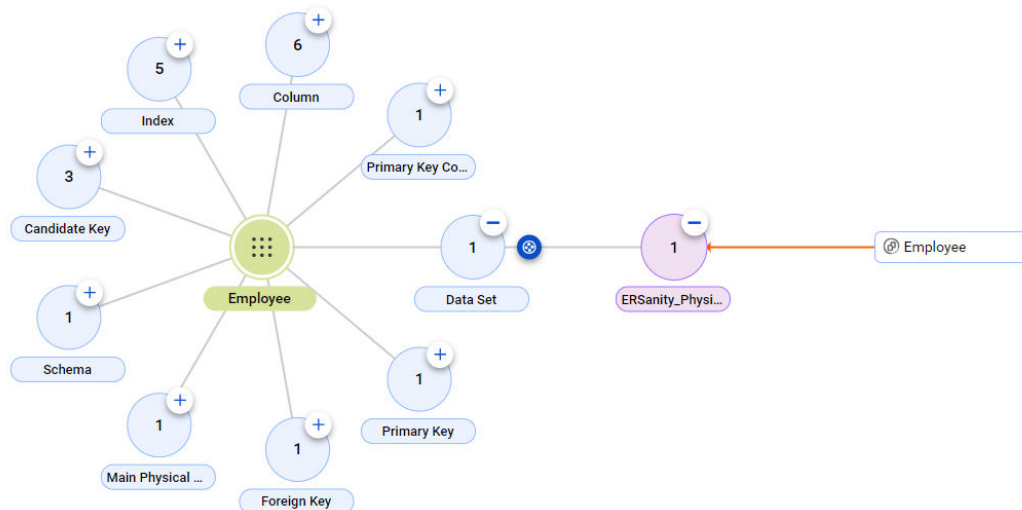 6
Column
5
Index
1
Primary Key Co...
3
Candidate Key
1
Data Set
1
ERSanity_Physi...
Employee
Employee
1
Schema
1
Primary Key
1
Main Physical ...
1
Foreign Key